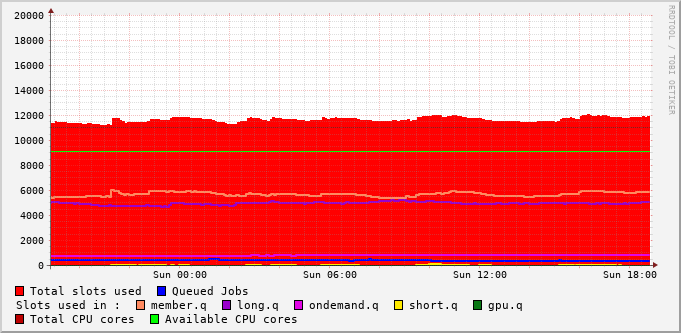 RRDTOOL / TOBI OETIKER
20000
18000
16000
14000
12000
10000
8000
6000
4000
2000
0
Sun 00:00 Sun 06:00 Sun 12:00 Sun 18:00
Total slots used Queued Jobs
Slots used in : member.q long.q ondemand.q short.q gpu.q
Total CPU cores Available CPU cores